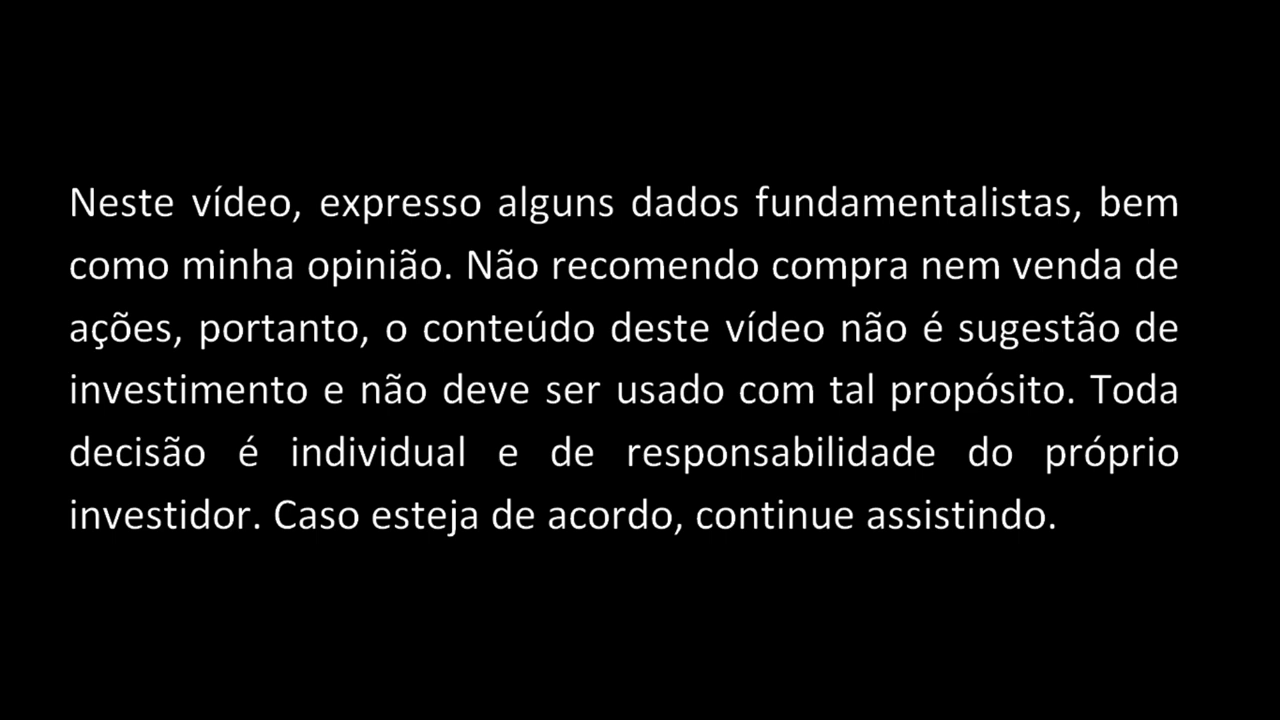 Neste vídeo, expresso alguns dados fundamentalistas, bem
como minha opinião. Não recomendo compra nem venda de
ações, portanto, o conteúdo deste vídeo não é sugestão de
investimento e não deve ser usado com tal propósito. Toda
decisão é individual e de responsabilidade do próprio
investidor. Caso esteja de acordo, continue assistindo.